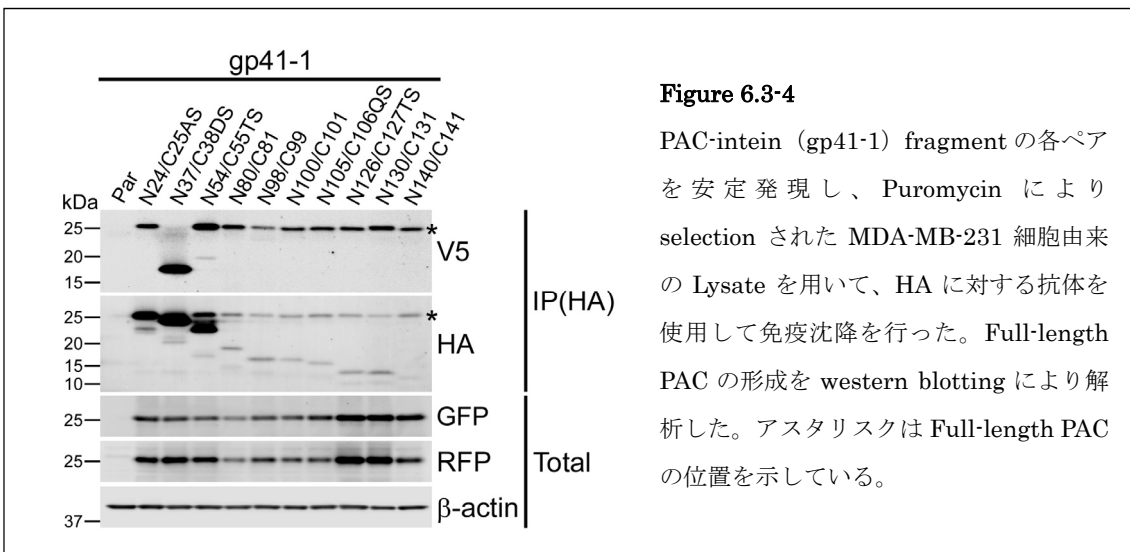 gp41-1
Par
N24/C25AS
N37/C38DS
N54/C55TS
N80/C81
N98/C99
N100/C101
N105/C106QS
N126/C127TS
N130/C131
N140/C141
kDa
25
20
15
*
V5
25
20
15
10
*
HA
IP(HA)
25
GFP
25
RFP
Total
37
β-actin
Figure 6.3-4
PAC-intein（gp41-1）fragment の各ペア
を安定発現し、Puromycin により
selection された MDA-MB-231 細胞由来
の Lysate を用いて、HA に対する抗体を
使用して免疫沈降を行った。Full-length
PAC の形成を western blotting により解
析した。アスタリスクは Full-length PAC
の位置を示している。